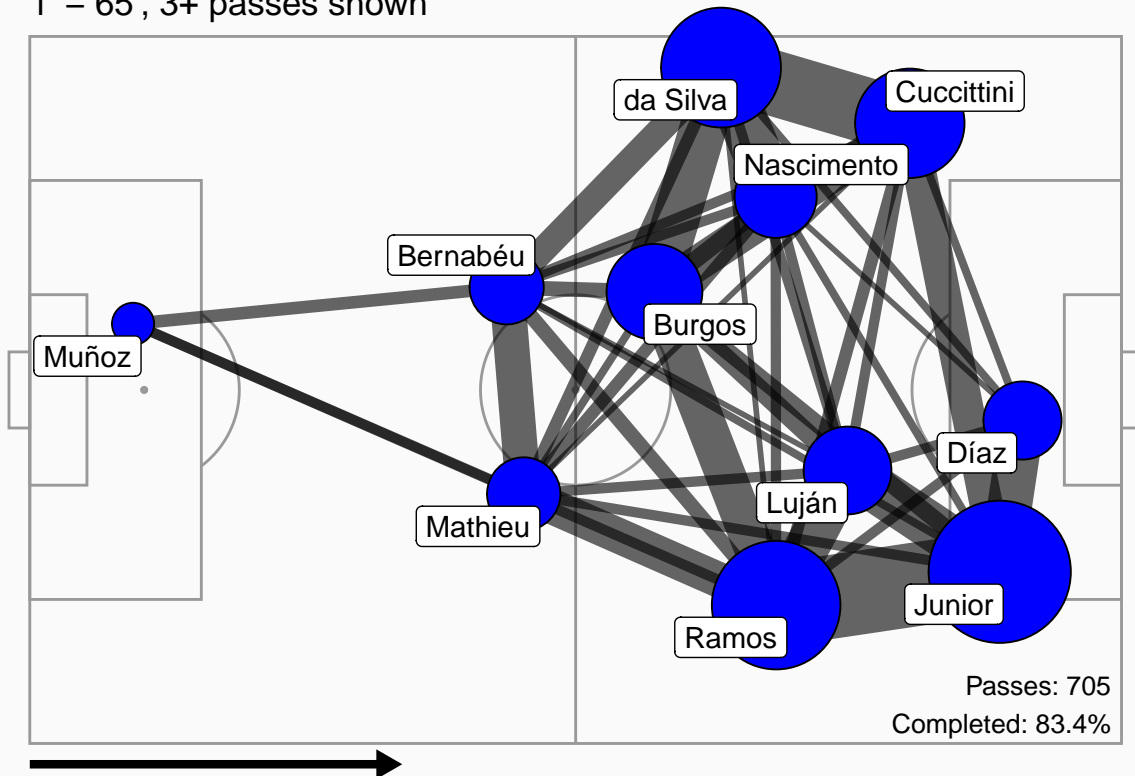 1' – 65', 3+ passes shown
da Silva
Cuccittini
Nascimento
Bernabéu
Burgos
Muñoz
Díaz
Luján
Mathieu
Junior
Ramos
Passes: 705
Completed: 83.4%